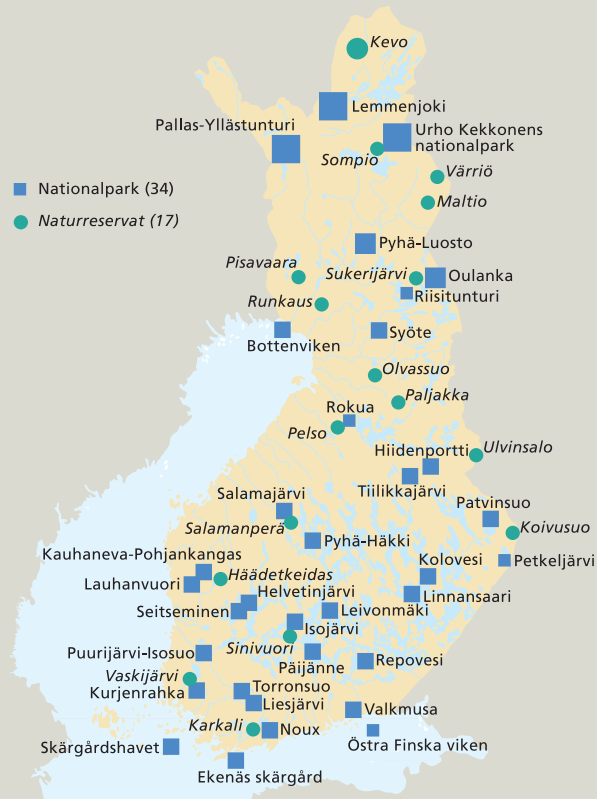 Kevo
Lemmenjoki
Pallas-Yllästunturi
Urho Kekkonens
nationalpark
Sompio
Värriö
Nationalpark (34)
Maltio
Naturreservat (17)
Pyhä-Luosto
Pisavaara
Sukerijärvi
Oulanka
Riisitunturi
Runkaus
Syöte
Bottenviken
Olvassuo
Paljakka
Rokua
Pelso
Hiidenportti
Ulvinsalo
Tiilikkajärvi
Salamajärvi
Patvinsuo
Salamanperä
Koivusuo
Pyhä-Häkki
Kauhaneva-Pohjankangas
Kolovesi
Petkeljärvi
Lauhanvuori
Häädetkeidas
Helvetinjärvi
Linnansaari
Seitseminen
Leivonmäki
Isojärvi
Sinivuori
Puurijärvi-Isosuo
Päijänne
Repovesi
Vaskijärvi
Kurjenrahka
Torronsuo
Liesjärvi
Valkmusa
Karkali
Noux
Skärgårdshavet
Östra Finska viken
Ekenäs skärgård